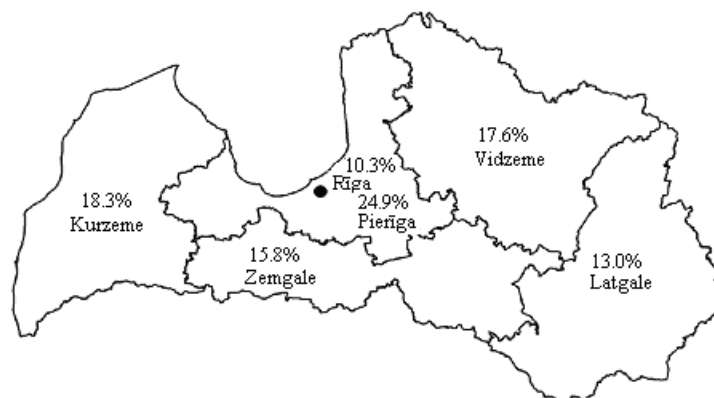 10.3%
Rīga
24.9%
Pierīga
17.6%
Vidzeme
18.3%
Kurzeme
15.8%
Zemgale
13.0%
Latgale